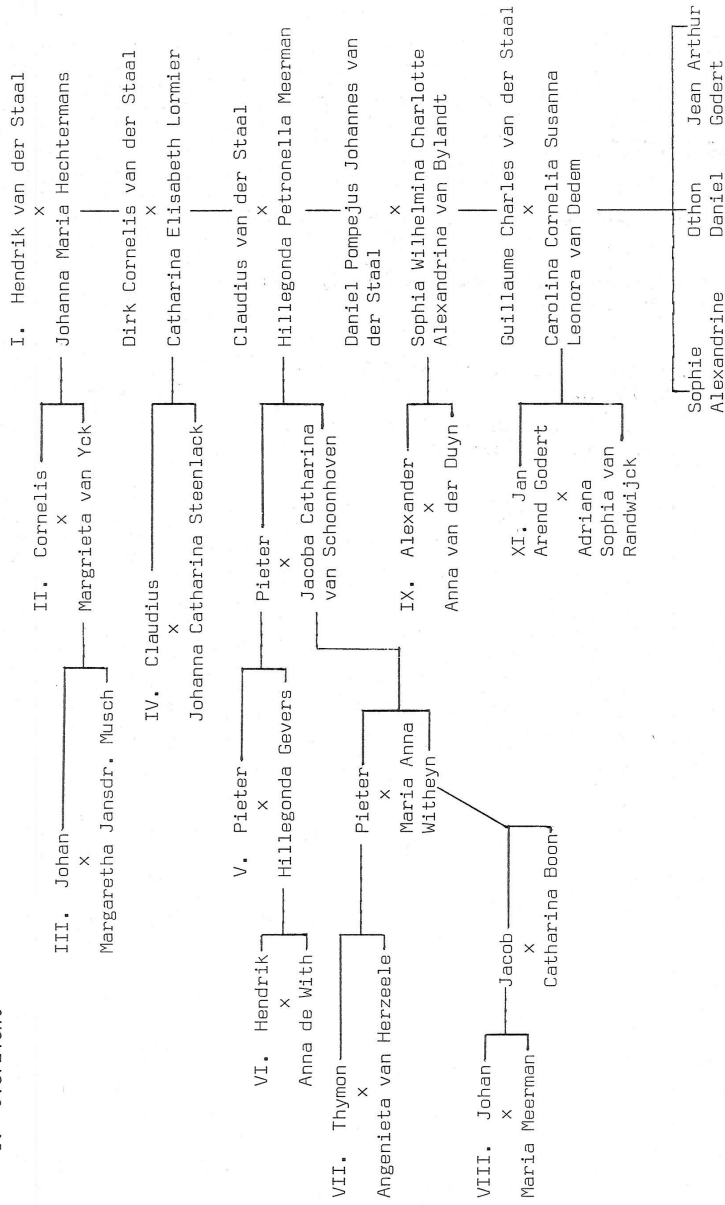 I. Hendrik van der Staal
x
Johanna Maria Hechtermans
II. Cornelis
x
Margrieta van Yck
III. Johan
x
Margaretha Jansdr. Musch
Dirk Cornelis van der Staal
x
Catharina Elisabeth Lormier
IV. Claudius
x
Johanna Catharina Steenlack
Claudius van der Staal
x
Hillegonda Petronella Meerman
Pieter
x
Jacoba Catharina
van Schoonhoven
V. Pieter
x
Hillegonda Gevers
VI. Hendrik
x
Anna de With
Pieter
x
Maria Anna
Witheyn
VII. Thymon
x
Angenieta van Herzeele
Jacob
x
Catharina Boon
VIII. Johan
x
Maria Meerman
Daniel Pompejus Johannes van
der Staal
x
Sophia Wilhelmina Charlotte
Alexandrina van Bylandt
IX. Alexander
x
Anna van der Duyn
Guillaume Charles van der Staal
x
Carolina Cornelia Susanna
Leonora van Dedem
XI. Jan
Arend Godert
x
Adriana
Sophia van
Randwijck
Sophie
Alexandrine
Othon
Daniel
Jean Arthur
Godert